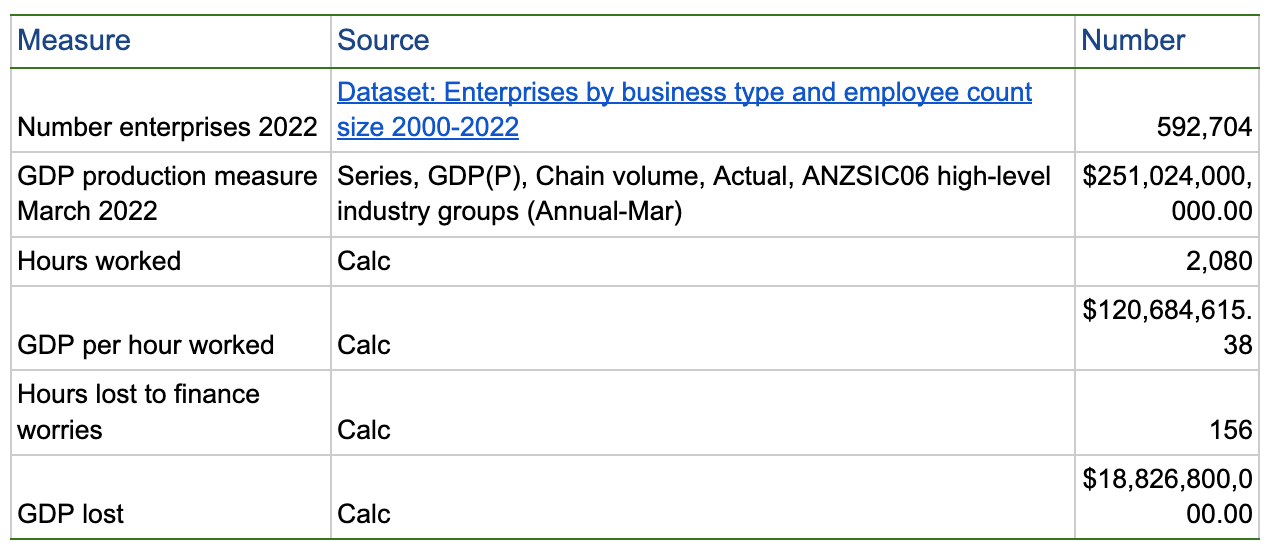 Measure Source Number
Dataset: Enterprises by business type and employee count
Number enterprises 2022 size 2000-2022 592,704
GDP production measure Series, GDP(P), Chain volume, Actual, ANZSIC06 high-level $251,024,000,
March 2022 industry groups (Annual-Mar) 000.00
Hours worked Calc 2,080
$120,684,615.
GDP per hour worked Calc 38
Hours lost to finance
worries Calc 156
$18,826,800,0
GDP lost Calc 00.00